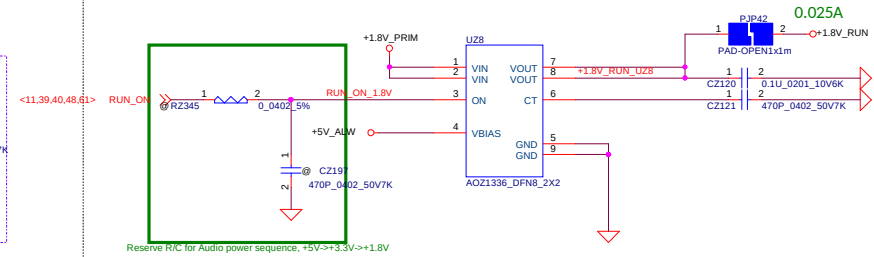 0.025A
PJP42
1
2
+1.8V_RUN
PAD-OPEN1x1m
+1.8V_PRIM
UZ8
1
2
VIN
VIN
VOUT
VOUT
7
8
+1.8V_RUN_UZ8
CZ120
1
2
0.1U_0201_10V6K
<11,39,40,48,61>
RUN_ON
@
RZ345
1
2
0_0402_5%
RUN_ON_1.8V
3
ON
CT
6
CZ121
1
2
470P_0402_50V7K
+5V_ALW
4
VBIAS
GND
GND
5
9
1
2
@
CZ197
470P_0402_50V7K
AOZ1336_DFN8_2X2
Reserve R/C for Audio power sequence, +5V->+3.3V->+1.8V